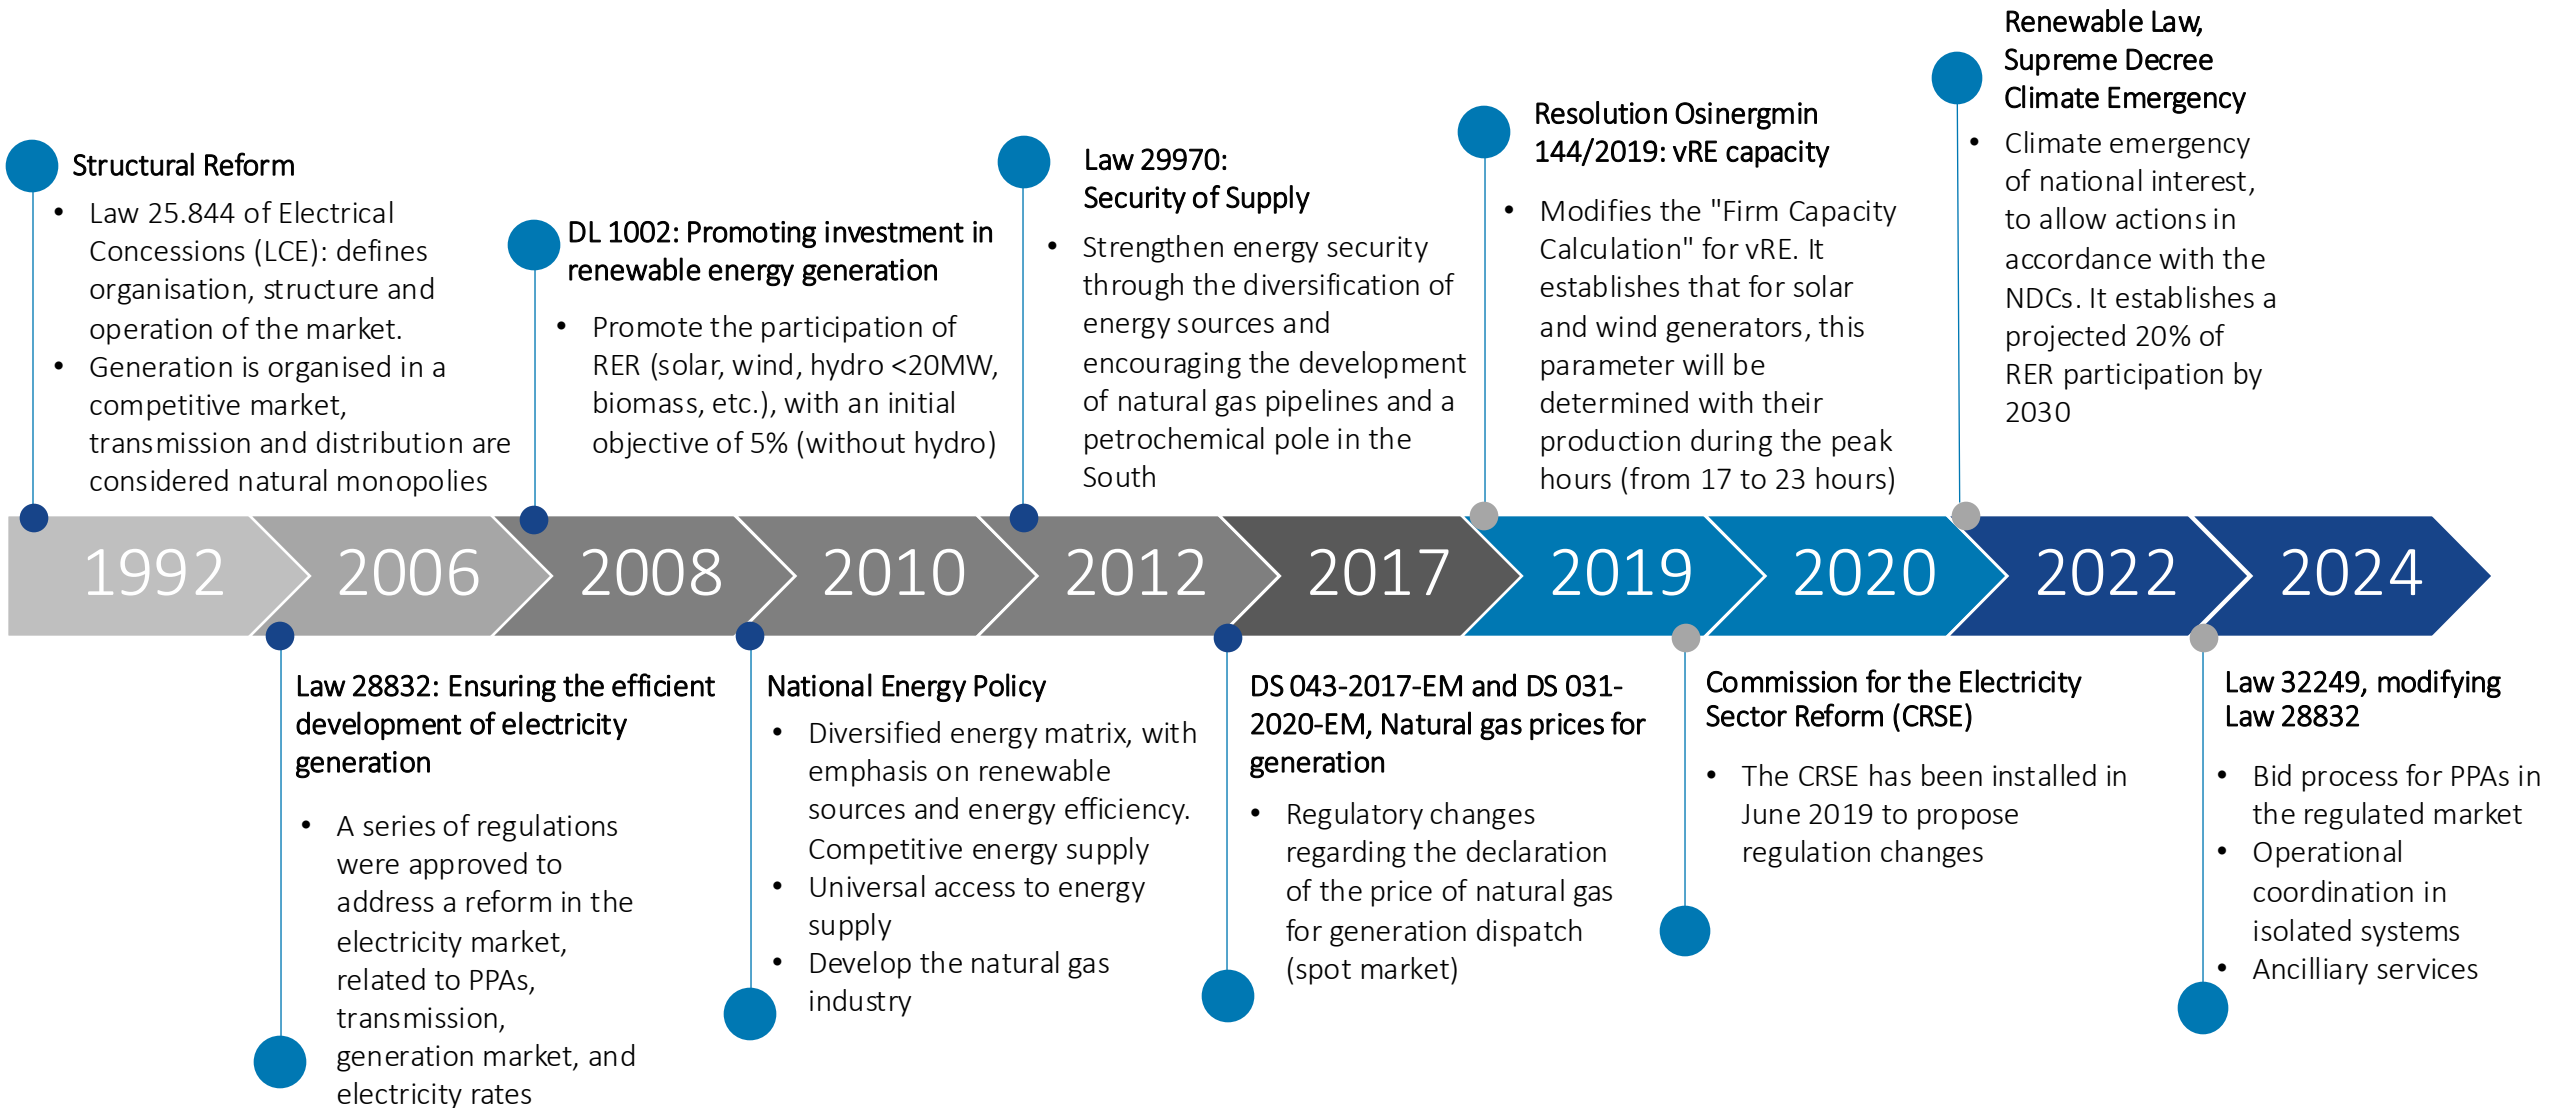 Structural Reform
• Law 25.844 of Electrical
Concessions (LCE): defines
organisation, structure and
operation of the market.
• Generation is organised in a
competitive market,
transmission and distribution are
considered natural monopolies
DL 1002: Promoting investment in
renewable energy generation
• Promote the participation of
RER (solar, wind, hydro <20MW,
biomass, etc.), with an initial
objective of 5% (without hydro)
Law 29970:
Security of Supply
• Strengthen energy security
through the diversification of
energy sources and
encouraging the development
of natural gas pipelines and a
petrochemical pole in the
South
Resolution Osinergmin
144/2019: vRE capacity
• Modifies the "Firm Capacity
Calculation" for vRE. It
establishes that for solar
and wind generators, this
parameter will be
determined with their
production during the peak
hours (from 17 to 23 hours)
Renewable Law,
Supreme Decree
Climate Emergency
• Climate emergency
of national interest,
to allow actions in
accordance with the
NDCs. It establishes a
projected 20% of
RER participation by
2030
1992
2006
2008
2010
2012
2017
2019
2020
2022
2024
Law 28832: Ensuring the efficient
development of electricity
generation
• A series of regulations
were approved to
address a reform in the
electricity market,
related to PPAs,
transmission,
generation market, and
electricity rates
National Energy Policy
• Diversified energy matrix, with
emphasis on renewable
sources and energy efficiency.
Competitive energy supply
• Universal access to energy
supply
• Develop the natural gas
industry
DS 043-2017-EM and DS 031-
2020-EM, Natural gas prices for
generation
• Regulatory changes
regarding the declaration
of the price of natural gas
for generation dispatch
(spot market)
Commission for the Electricity
Sector Reform (CRSE)
• The CRSE has been installed in
June 2019 to propose
regulation changes
Law 32249, modifying
Law 28832
• Bid process for PPAs in
the regulated market
• Operational
coordination in
isolated systems
• Ancilliary services